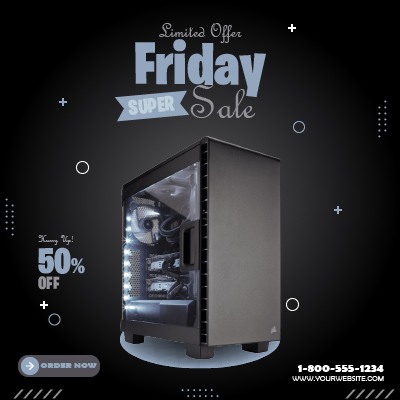 Limited Offer
Friday
SUPER Sale
Hurry Up!
50%
OFF
ORDER NOW
1-800-555-1234
WWW.YOURWEBSITE.COM